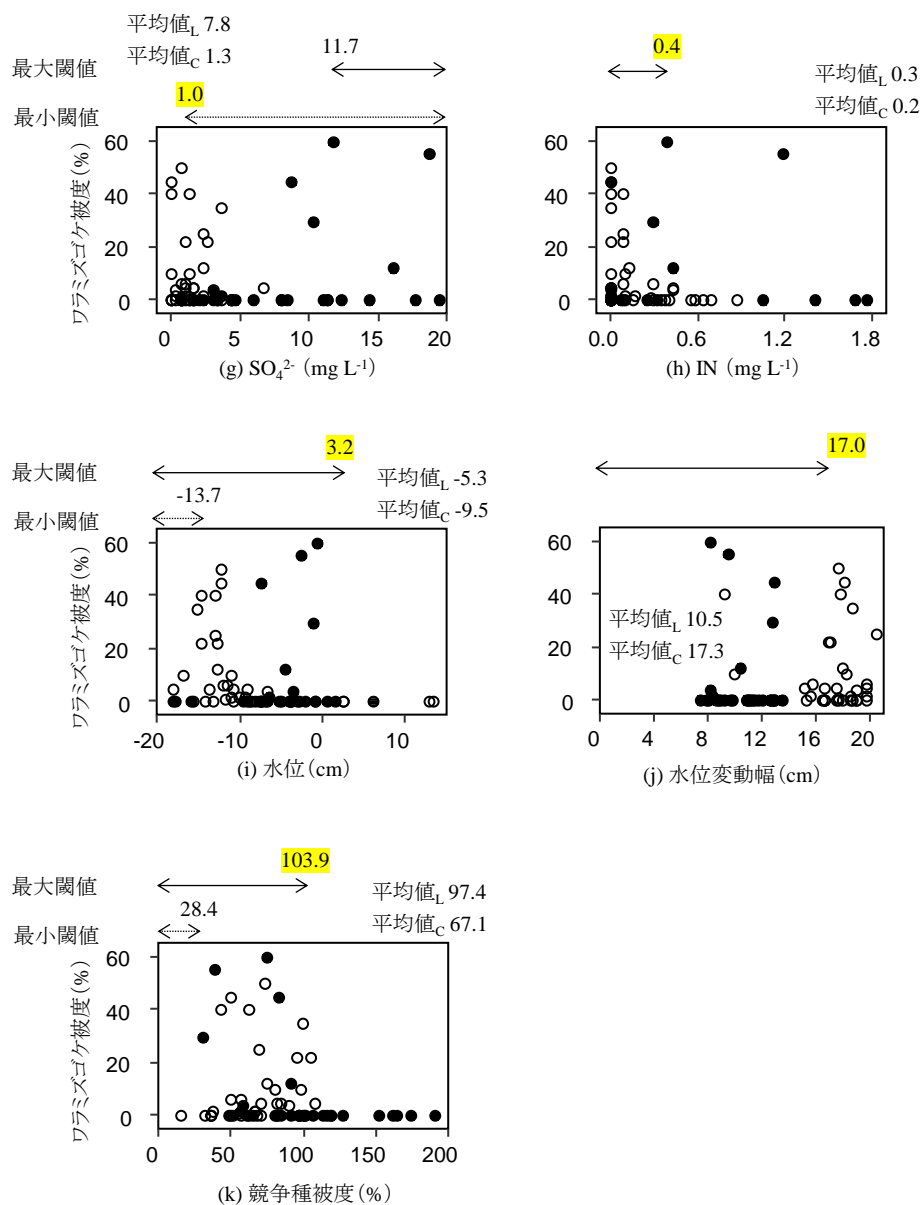 平均値L 7.8
平均値C 1.3
11.7
最大閾値
1.0
最小閾値
ワラミズゴケ被度(%)
60
40
20
0
0 5 10 15 20
(g) SO₄²⁻ (mg L⁻¹)
0.4
平均値L 0.3
平均値C 0.2
60
40
20
0
0.0 0.6 1.2 1.8
(h) IN (mg L⁻¹)
3.2
最大閾値
平均値L -5.3
-13.7
平均値C -9.5
最小閾値
ワラミズゴケ被度(%)
60
40
20
0
-20 -10 0 10
(i) 水位(cm)
17.0
60
40
20
0
平均値L 10.5
平均値C 17.3
0 4 8 12 16 20
(j) 水位変動幅(cm)
103.9
最大閾値
平均値L 97.4
28.4
平均値C 67.1
最小閾値
ワラミズゴケ被度(%)
60
40
20
0
0 50 100 150 200
(k) 競争種被度(%)